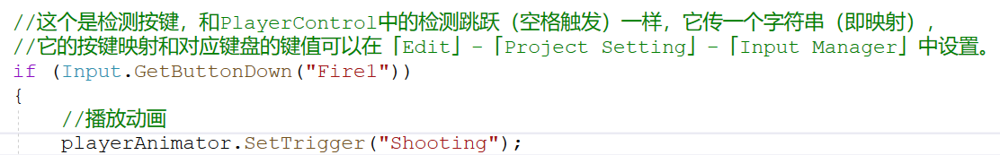 //这个是检测按键，和PlayerControl中的检测跳跃（空格触发）一样，它传一个字符串（即映射），
//它的按键映射和对应键盘的键值可以在「Edit」-「Project Setting」-「Input Manager」中设置。
if (Input.GetButtonDown("Fire1"))
{
//播放动画
playerAnimator.SetTrigger("Shooting");